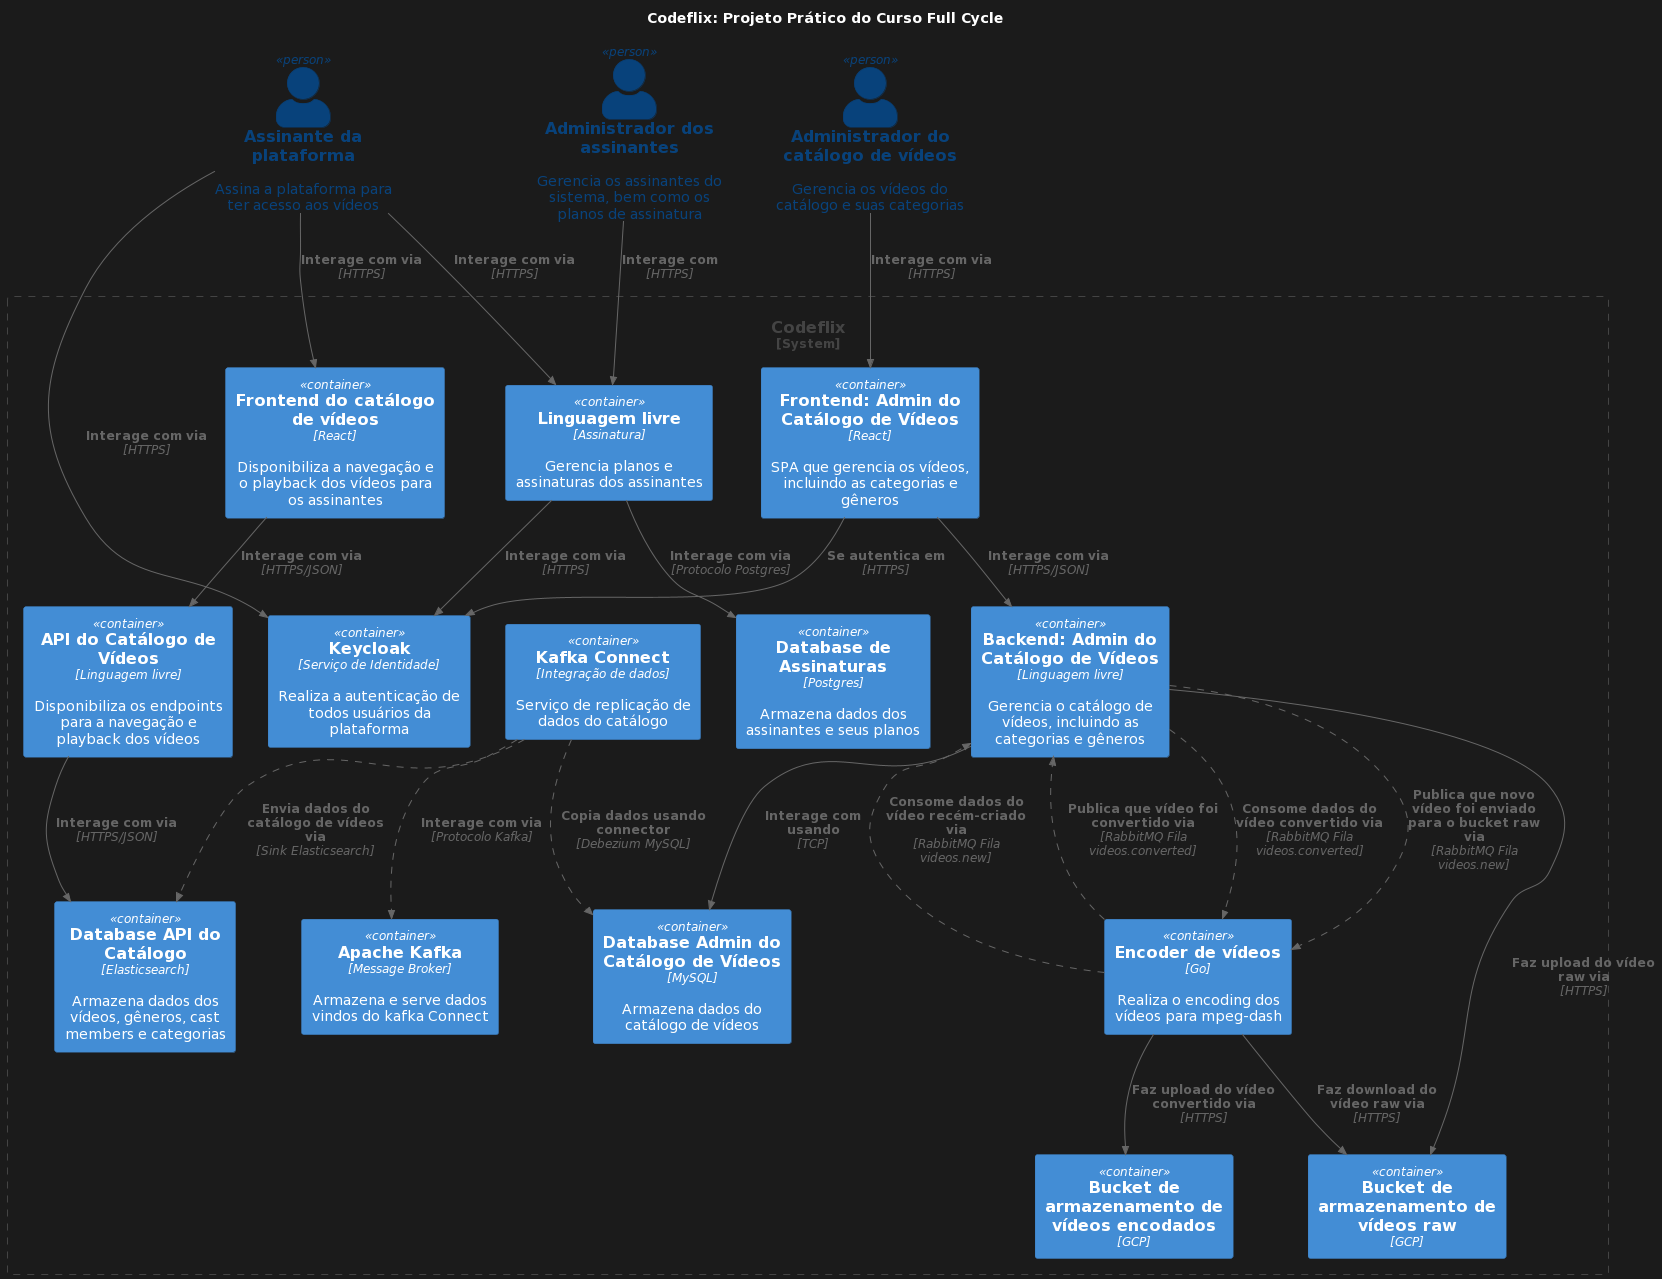 Codeflix: Projeto Prático do Curso Full Cycle
«person»
Assinante da
plataforma
Assina a plataforma para
ter acesso aos vídeos
«person»
Administrador dos
assinantes
Gerencia os assinantes do
sistema, bem como os
planos de assinatura
«person»
Administrador do
catálogo de vídeos
Gerencia os vídeos do
catálogo e suas categorias
Interage com via
[HTTPS]
Interage com via
[HTTPS]
Interage com
[HTTPS]
Interage com via
[HTTPS]
Codeflix
[System]
«container»
Frontend do catálogo
de vídeos
[React]
Disponibiliza a navegação e
o playback dos vídeos para
os assinantes
«container»
Linguagem livre
[Assinatura]
Gerencia planos e
assinaturas dos assinantes
«container»
Frontend: Admin do
Catálogo de Vídeos
[React]
SPA que gerencia os vídeos,
incluindo as categorias e
gêneros
Interage com via
[HTTPS]
Interage com via
[HTTPS/JSON]
Interage com via
[HTTPS]
Interage com via
[Protocolo Postgres]
Se autentica em
[HTTPS]
Interage com via
[HTTPS/JSON]
«container»
API do Catálogo de
Vídeos
[Linguagem livre]
Disponibiliza os endpoints
para a navegação e
playback dos vídeos
«container»
Keycloak
[Serviço de Identidade]
Realiza a autenticação de
todos usuários da
plataforma
«container»
Kafka Connect
[Integração de dados]
Serviço de replicação de
dados do catálogo
«container»
Database de
Assinaturas
[Postgres]
Armazena dados dos
assinantes e seus planos
«container»
Backend: Admin do
Catálogo de Vídeos
[Linguagem livre]
Gerencia o catálogo de
vídeos, incluindo as
categorias e gêneros
Interage com via
[HTTPS/JSON]
Envia dados do
catálogo de vídeos
via
[Sink Elasticsearch]
Interage com via
[Protocolo Kafka]
Copia dados usando
connector
[Debezium MySQL]
Interage com
usando
[TCP]
Consome dados do
vídeo recém-criado
via
[RabbitMQ Fila
videos.new]
Publica que vídeo foi
convertido via
[RabbitMQ Fila
videos.converted]
Consome dados do
vídeo convertido via
[RabbitMQ Fila
videos.converted]
Publica que novo
vídeo foi enviado
para o bucket raw
via
[RabbitMQ Fila
videos.new]
«container»
Database API do
Catálogo
[Elasticsearch]
Armazena dados dos
vídeos, gêneros, cast
members e categorias
«container»
Apache Kafka
[Message Broker]
Armazena e serve dados
vindos do kafka Connect
«container»
Database Admin do
Catálogo de Vídeos
[MySQL]
Armazena dados do
catálogo de vídeos
«container»
Encoder de vídeos
[Go]
Realiza o encoding dos
vídeos para mpeg-dash
Faz upload do vídeo
raw via
[HTTPS]
Faz upload do vídeo
convertido via
[HTTPS]
Faz download do
vídeo raw via
[HTTPS]
«container»
Bucket de
armazenamento de
vídeos encodados
[GCP]
«container»
Bucket de
armazenamento de
vídeos raw
[GCP]